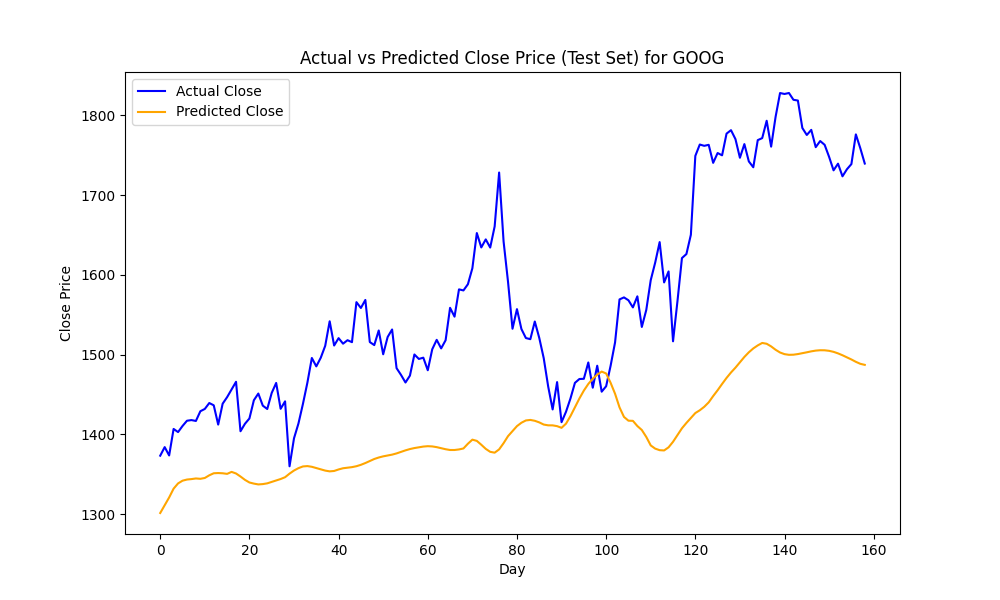 Actual vs Predicted Close Price (Test Set) for GOOG
Actual Close
Predicted Close
Close Price
1800
1700
1600
1500
1400
1300
0 20 40 60 80 100 120 140 160
Day